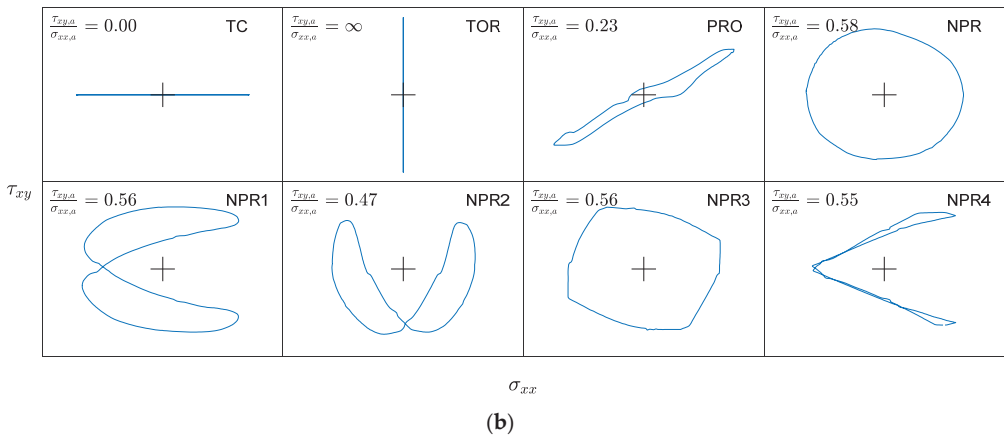 τxy,a/σxx,a = 0.00 TC
τxy,a/σxx,a = ∞ TOR
τxy,a/σxx,a = 0.23 PRO
τxy,a/σxx,a = 0.58 NPR
τxy
τxy,a/σxx,a = 0.56 NPR1
τxy,a/σxx,a = 0.47 NPR2
τxy,a/σxx,a = 0.56 NPR3
τxy,a/σxx,a = 0.55 NPR4
σxx
(b)